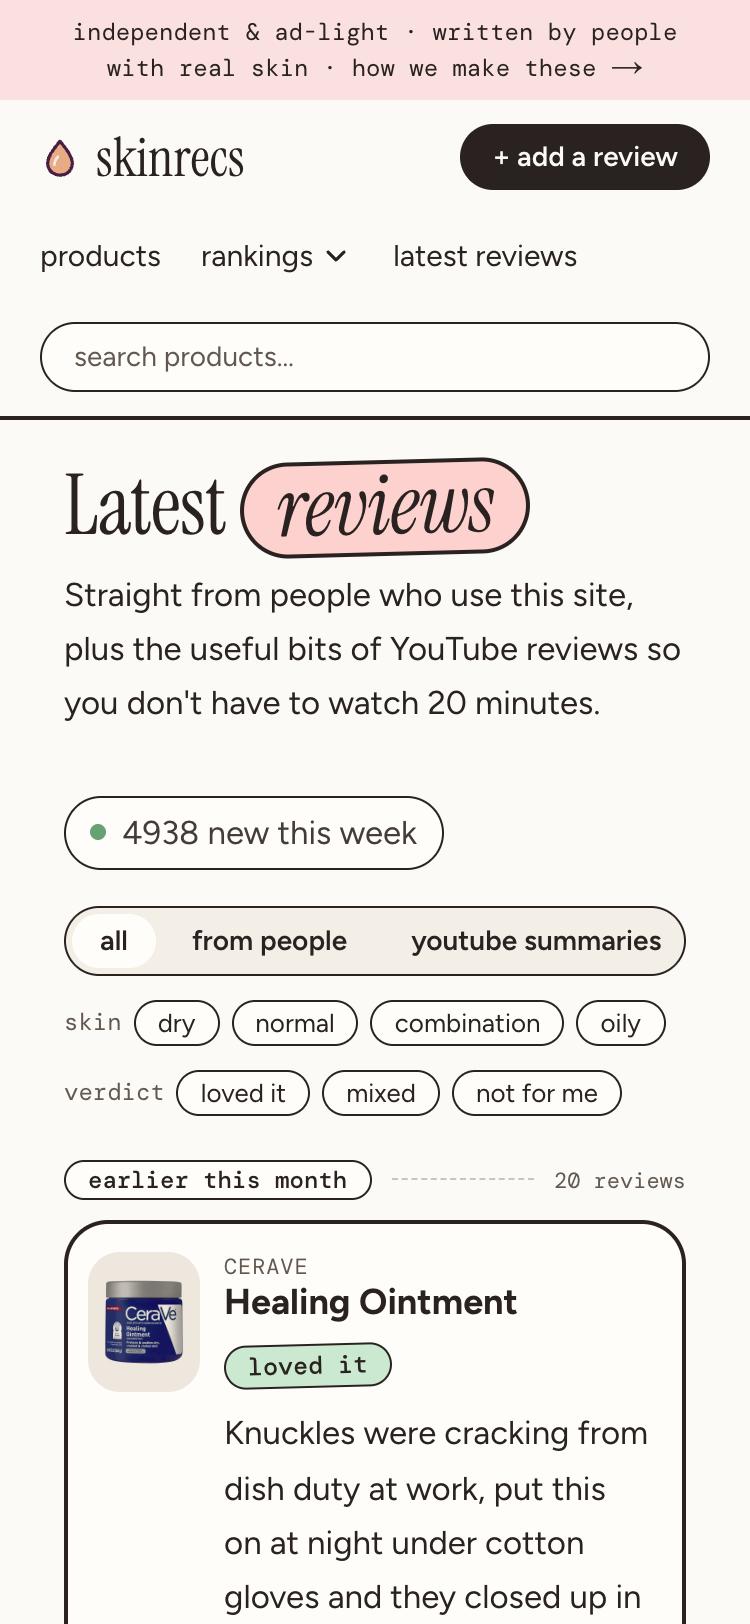 independent & ad-light · written by people
with real skin · how we make these →
skinrecs
+ add a review
products rankings latest reviews
search products...
Latest reviews
Straight from people who use this site,
plus the useful bits of YouTube reviews so
you don't have to watch 20 minutes.
4938 new this week
all from people youtube summaries
skin dry normal combination oily
verdict loved it mixed not for me
earlier this month 20 reviews
CERAVE
Healing Ointment
CeraVe
Healing
Ointment
loved it
Knuckles were cracking from
dish duty at work, put this
on at night under cotton
gloves and they closed up in